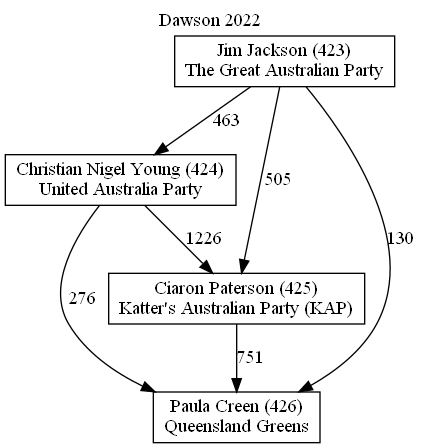 Dawson 2022
Jim Jackson (423)
The Great Australian Party
463
Christian Nigel Young (424)
United Australia Party
505
130
1226
276
Ciaron Paterson (425)
Katter's Australian Party (KAP)
751
Paula Creen (426)
Queensland Greens